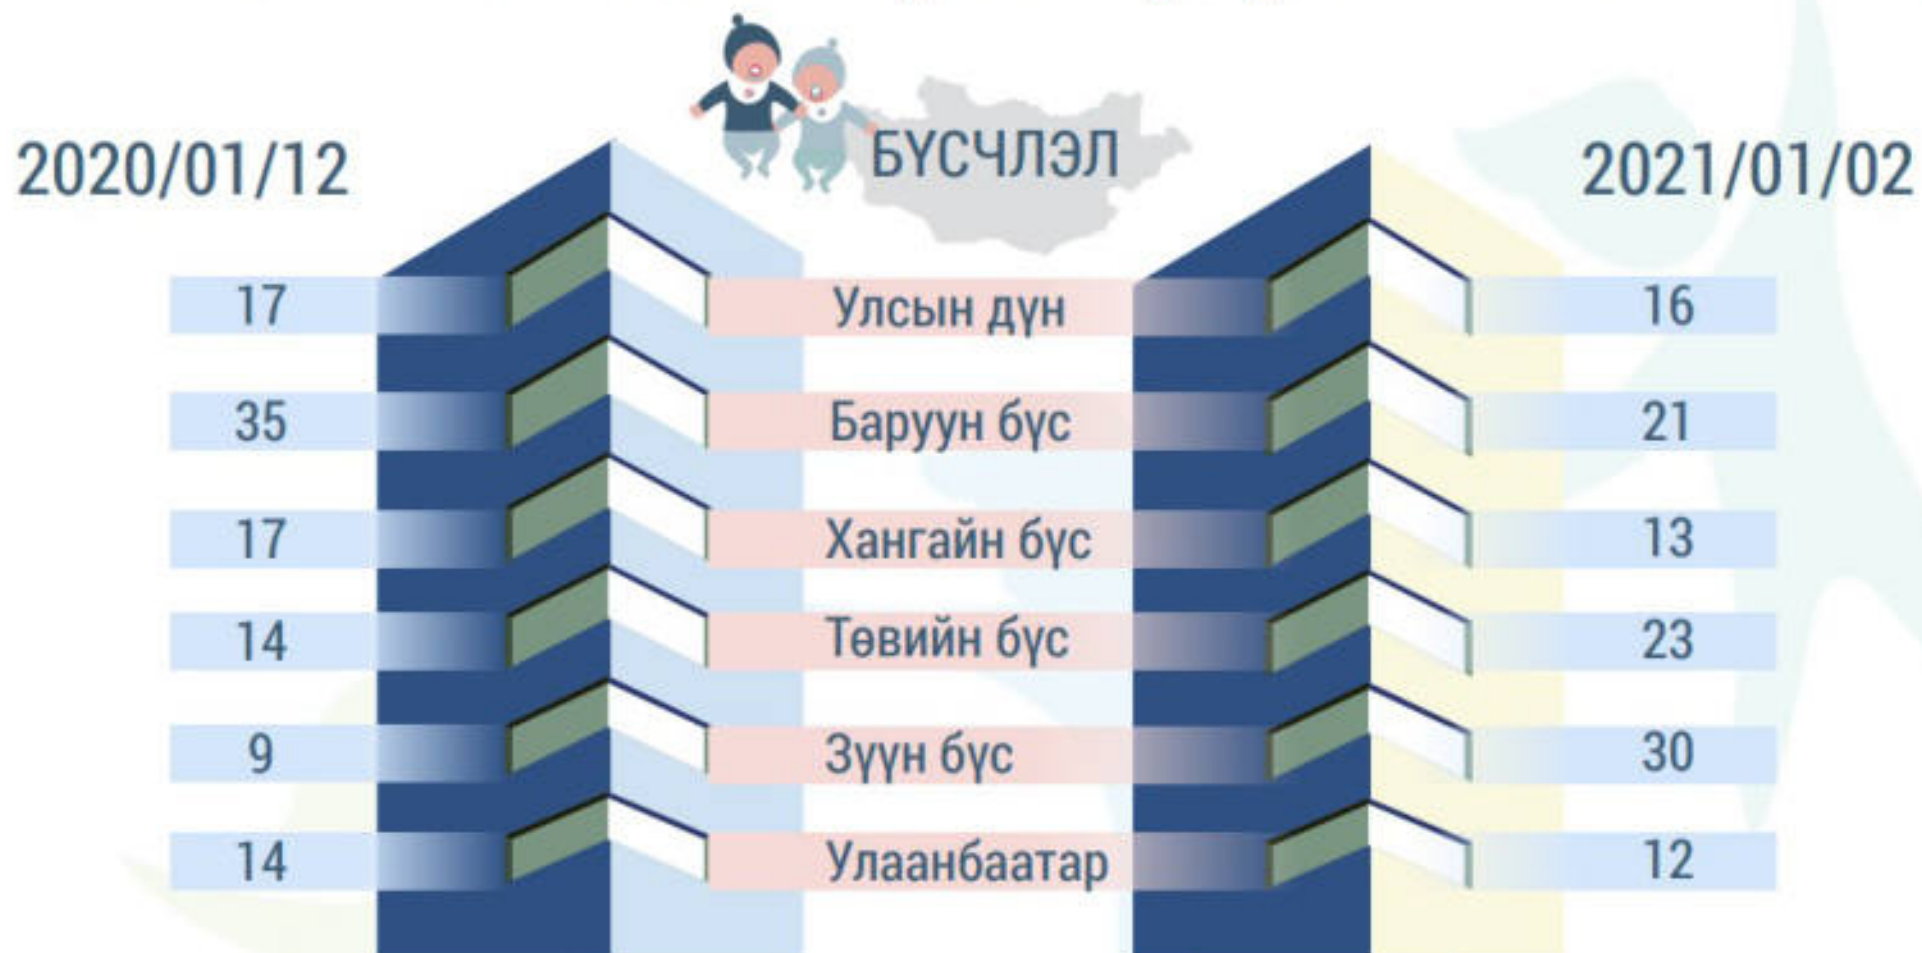 БҮСЧЛЭЛ
2020/01/12
2021/01/02
17 Улсын дүн 16
35 Баруун бүс 21
17 Хангайн бүс 13
14 Төвийн бүс 23
9 Зүүн бүс 30
14 Улаанбаатар 12